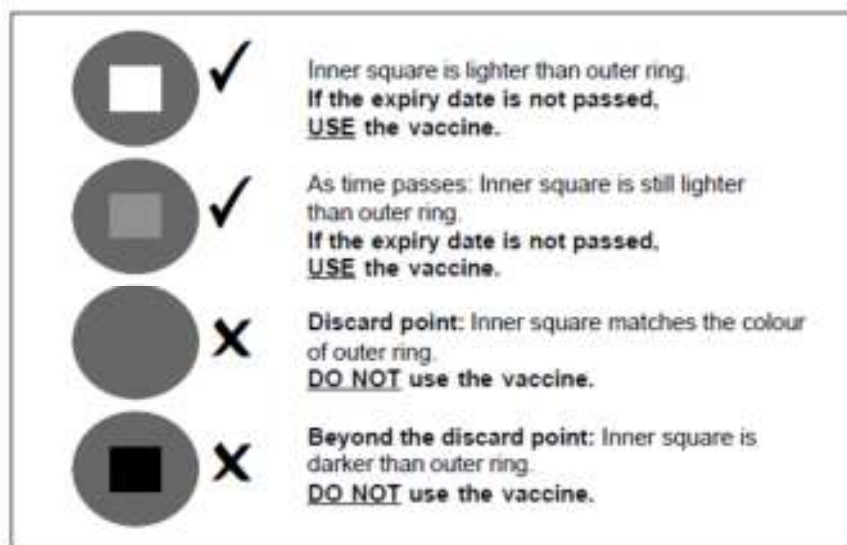 Inner square is lighter than outer ring.
If the expiry date is not passed,
USE the vaccine.
As time passes: Inner square is still lighter
than outer ring.
If the expiry date is not passed,
USE the vaccine.
Discard point: Inner square matches the colour
of outer ring.
DO NOT use the vaccine.
Beyond the discard point: Inner square is
darker than outer ring.
DO NOT use the vaccine.